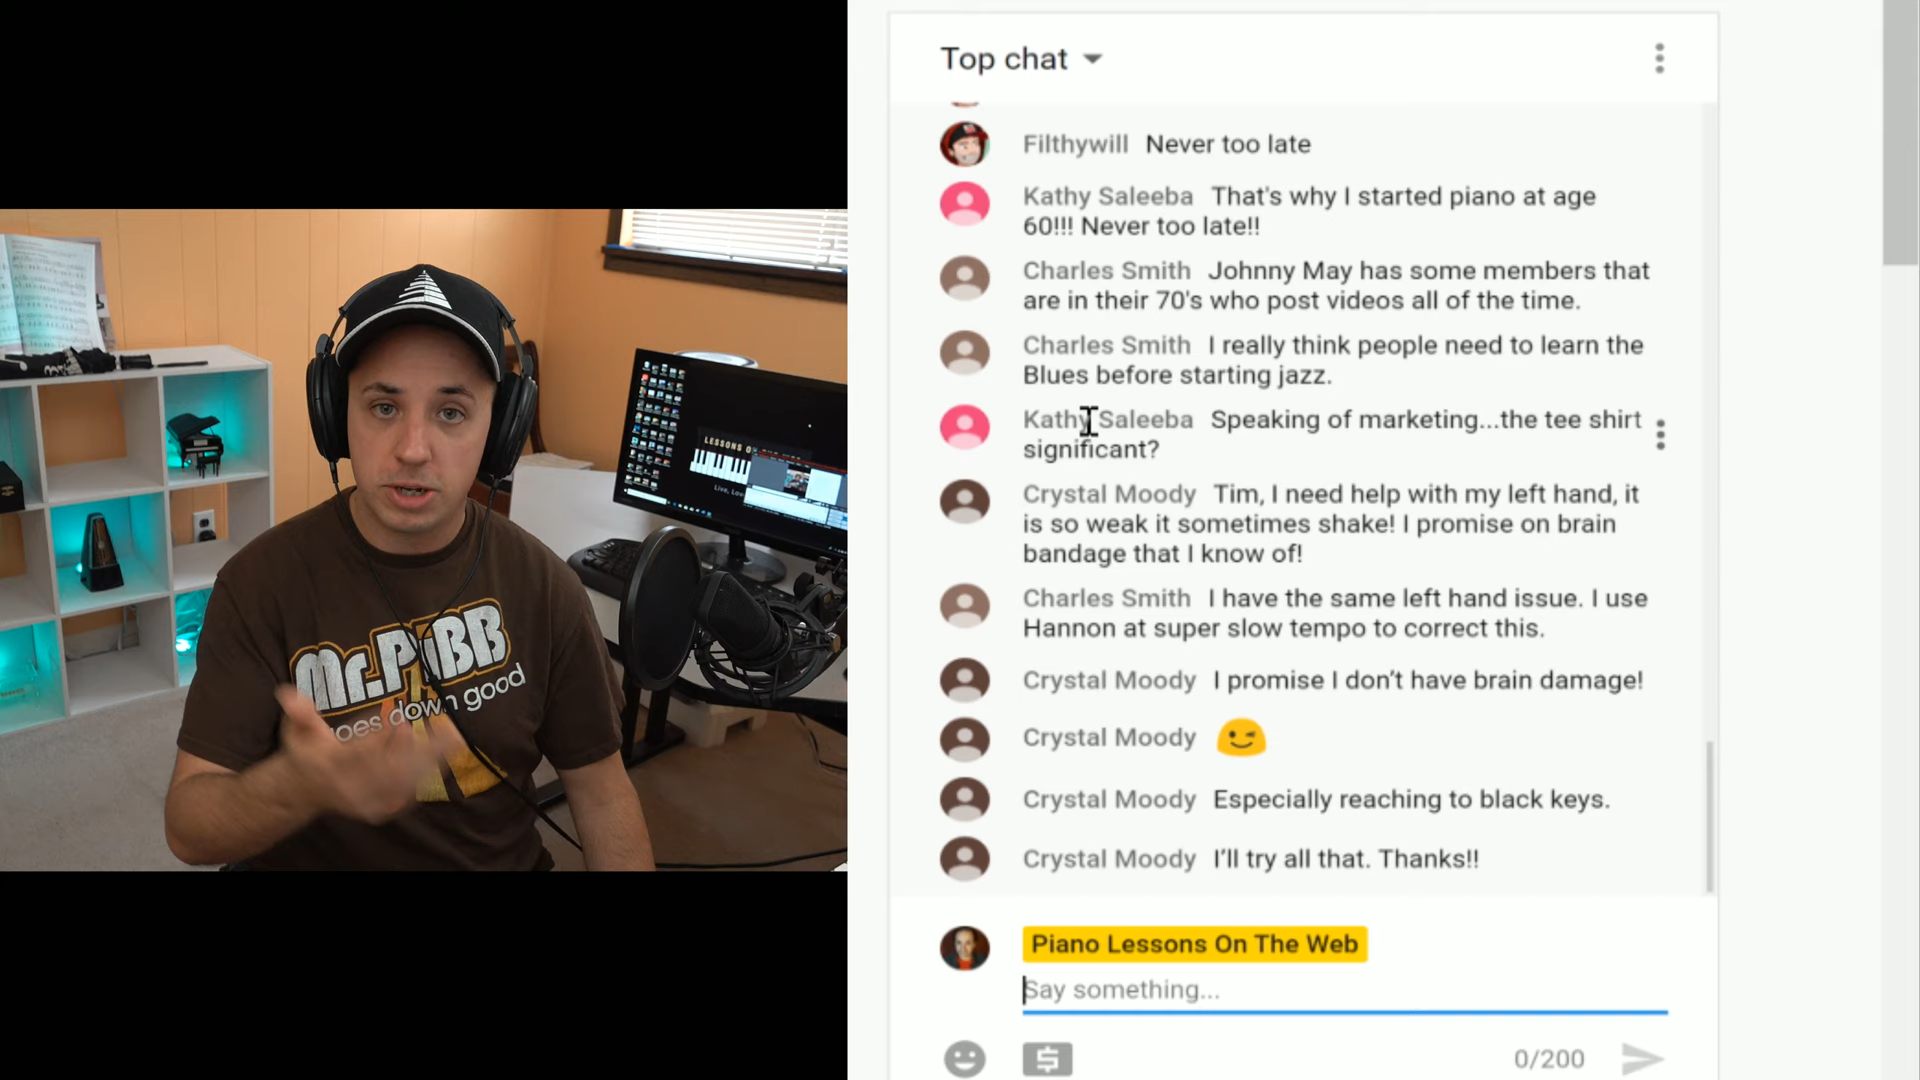 Top chat
Filthywill Never too late
Kathy Saleeba That's why I started piano at age
60!!! Never too late!!
Charles Smith Johnny May has some members that
are in their 70's who post videos all of the time.
Charles Smith I really think people need to learn the
Blues before starting jazz.
Kathy Saleeba Speaking of marketing...the tee shirt
significant?
Crystal Moody Tim, I need help with my left hand, it
is so weak it sometimes shake! I promise on brain
bandage that I know of!
Charles Smith I have the same left hand issue. I use
Hannon at super slow tempo to correct this.
Crystal Moody I promise I don’t have brain damage!
Crystal Moody
Crystal Moody Especially reaching to black keys.
Crystal Moody I’ll try all that. Thanks!!
Piano Lessons On The Web
Say something...
0/200
LESSONS
down good